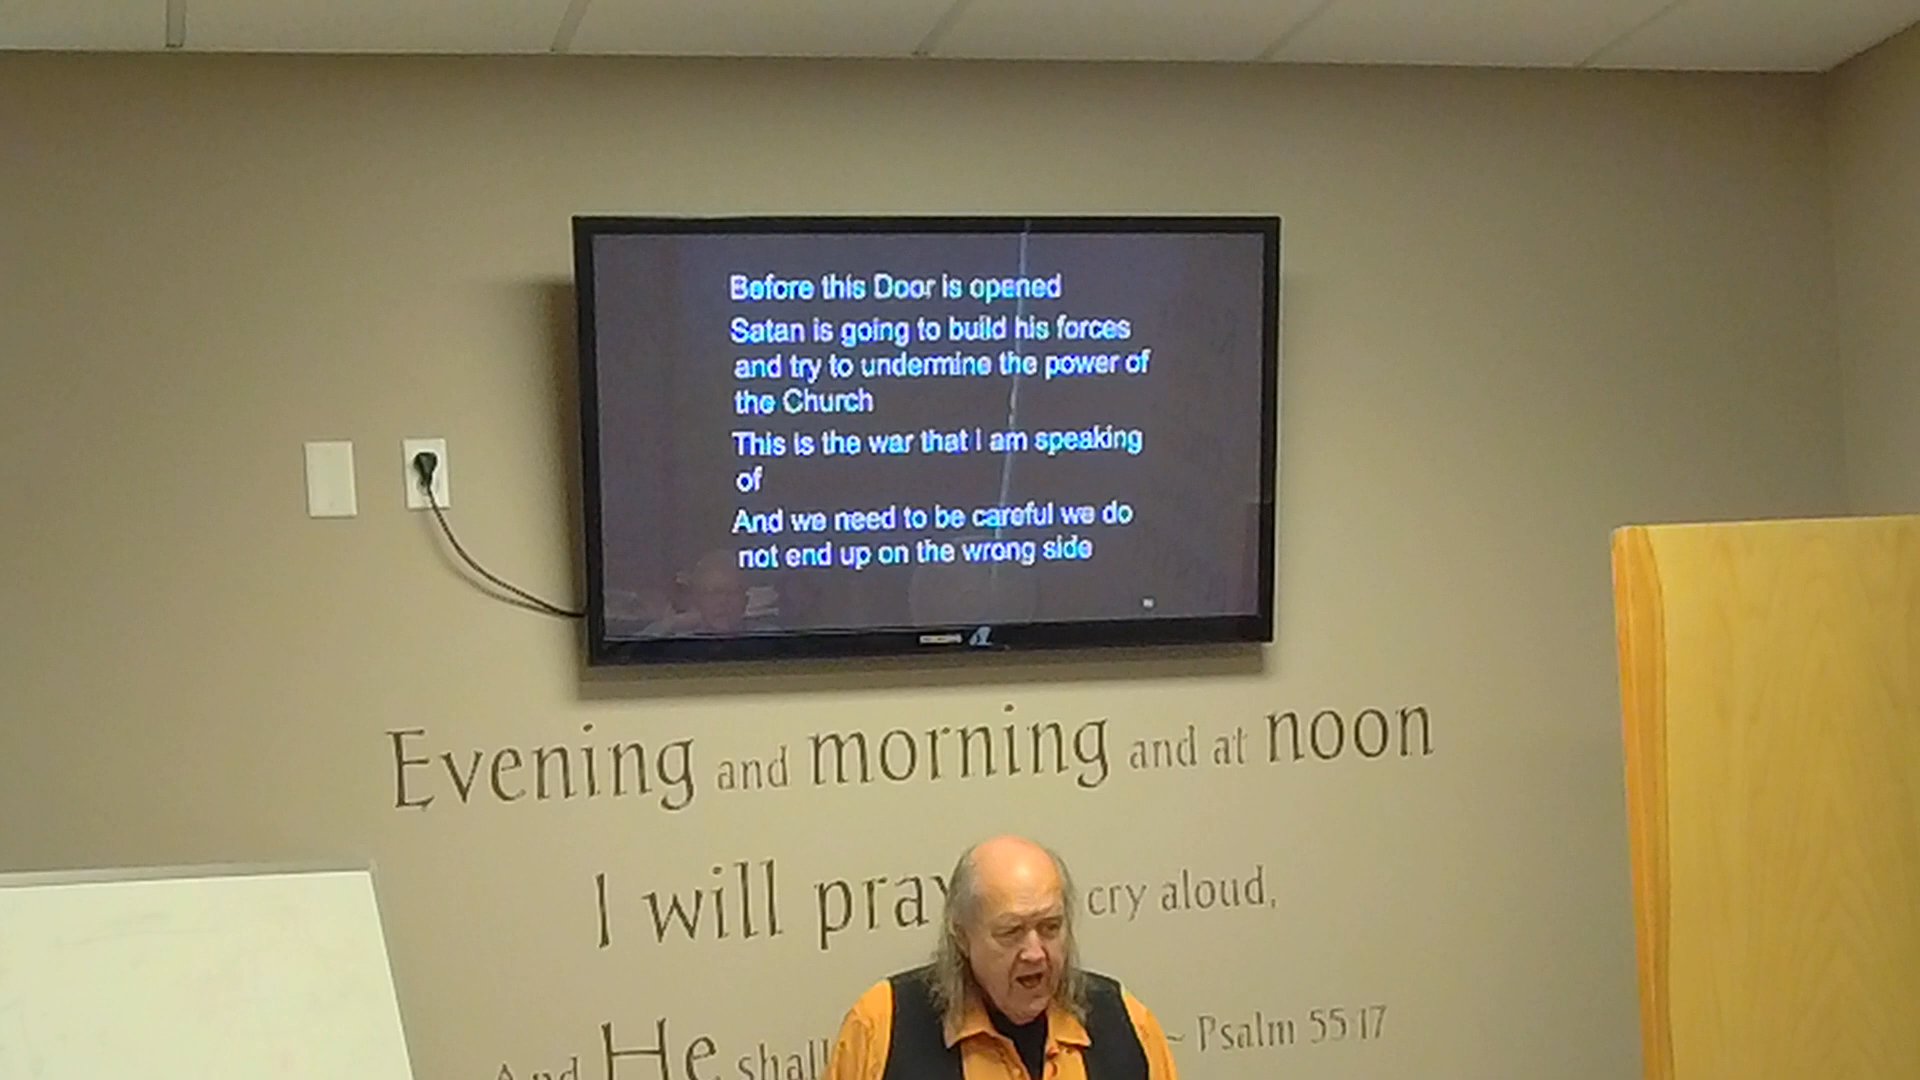 Before this Door is opened
Satan is going to build his forces
and try to undermine the power of
the Church
This is the war that I am speaking
of
And we need to be careful we do
not end up on the wrong side
Evening and morning and at noon
I will pray cry aloud,
And He shall ~ Psalm 55:17